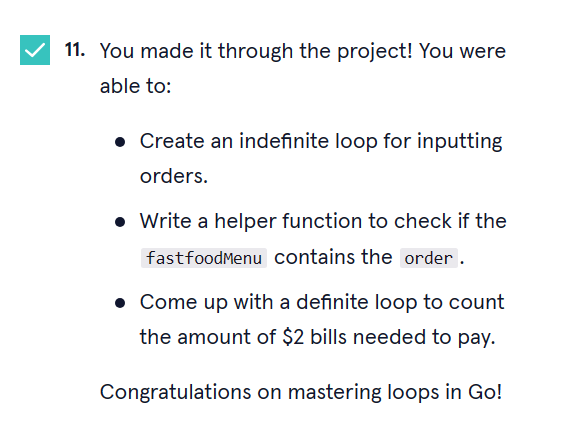 11. You made it through the project! You were
able to:
● Create an indefinite loop for inputting
orders.
● Write a helper function to check if the
fastfoodMenu contains the order.
● Come up with a definite loop to count
the amount of $2 bills needed to pay.
Congratulations on mastering loops in Go!